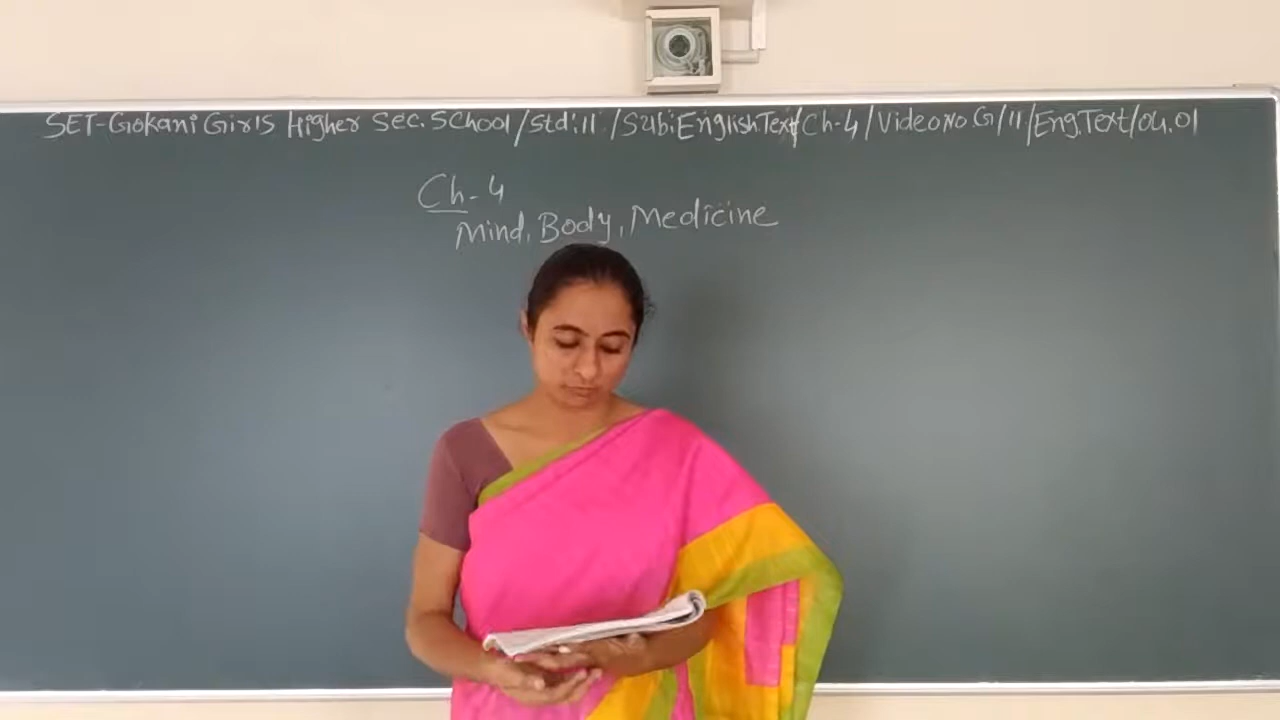 SET-Gokani Girls Higher Sec. School/Std:11/Sub:English.Text/Ch-4/Video No.G/11/Eng.Text/04.01
Ch-4
Mind, Body, Medicine